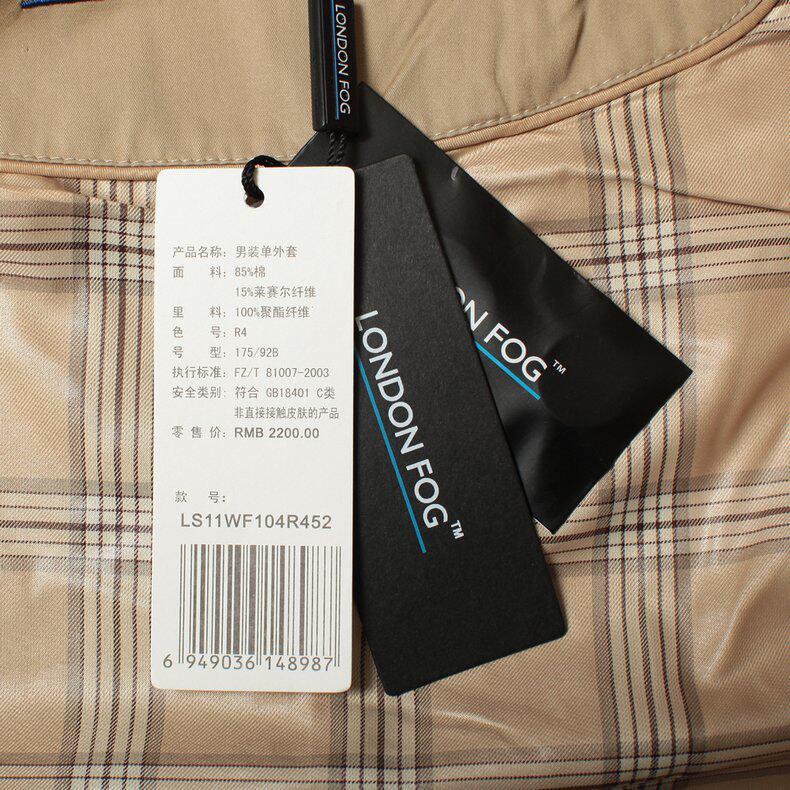 LONDON FOG
产品名称: 男装单外套
面 料: 85%棉
15%莱赛尔纤维
里 料: 100%聚酯纤维
色 号: R4
号 型: 175/92B
执行标准: FZ/T 81007-2003
安全类别: 符合 GB18401 C类
非直接接触皮肤的产品
零 售 价: RMB 2200.00
款 号:
LS11WF104R452
6 949036 148987
LONDON FOG™
ON FOG™